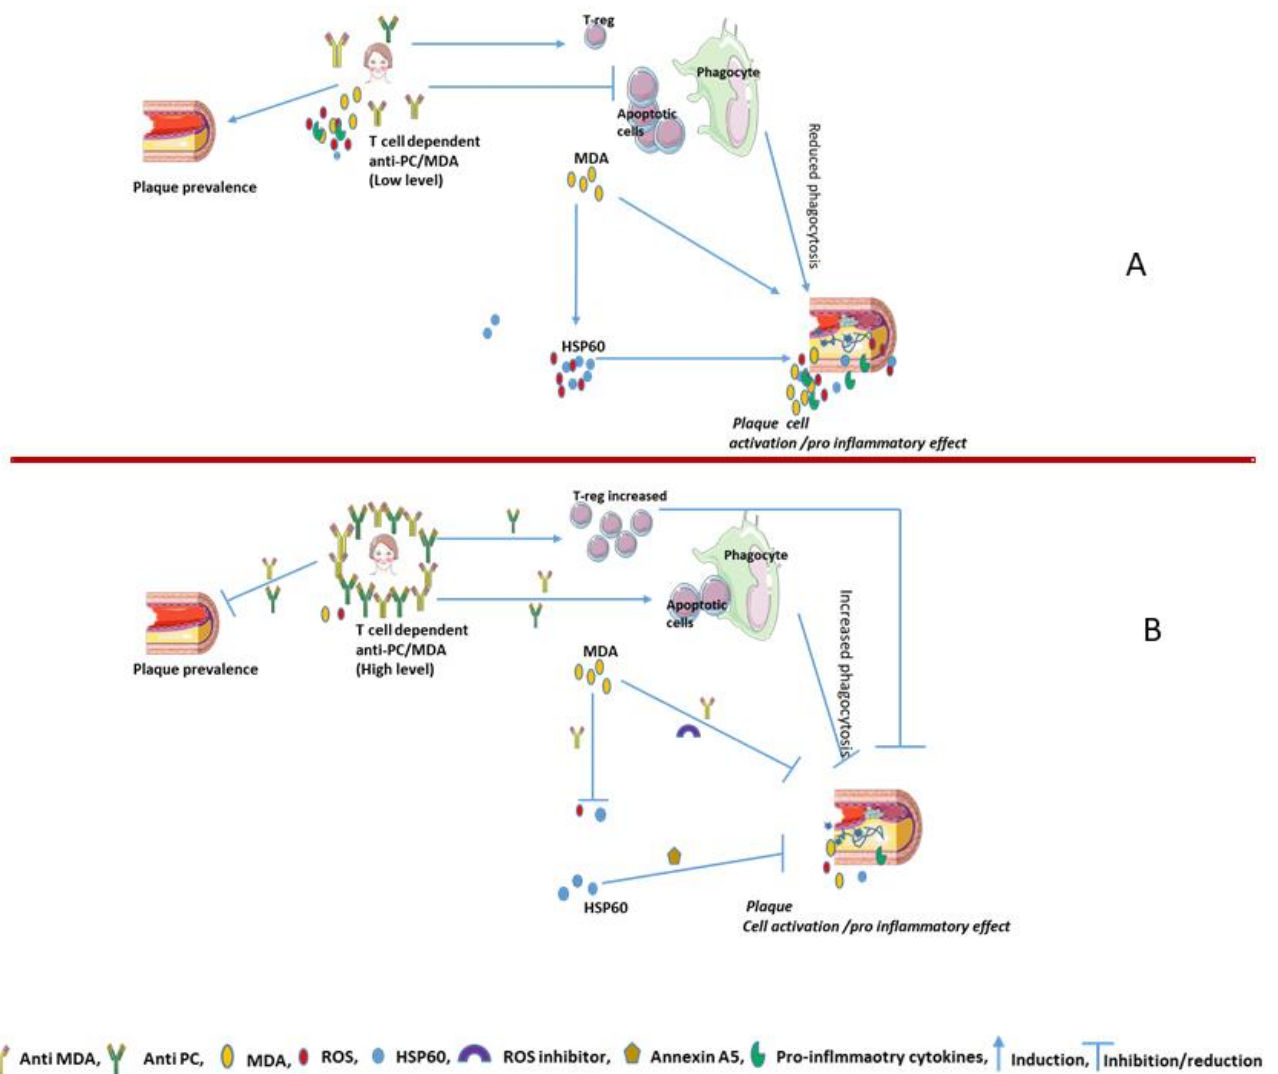 T-reg
Phagocyte
Apoptotic
cells
T cell dependent
anti-PC/MDA
(Low level)
Plaque prevalence
MDA
Reduced phagocytosis
A
HSP60
Plaque cell
activation /pro inflammatory effect
T-reg increased
Phagocyte
Apoptotic
cells
Increased phagocytosis
B
T cell dependent
anti-PC/MDA
(High level)
Plaque prevalence
MDA
HSP60
Plaque
Cell activation /pro inflammatory effect
Anti MDA, Anti PC, MDA, ROS, HSP60, ROS inhibitor, Annexin A5, Pro-inflmmaotry cytokines, Induction, Inhibition/reduction